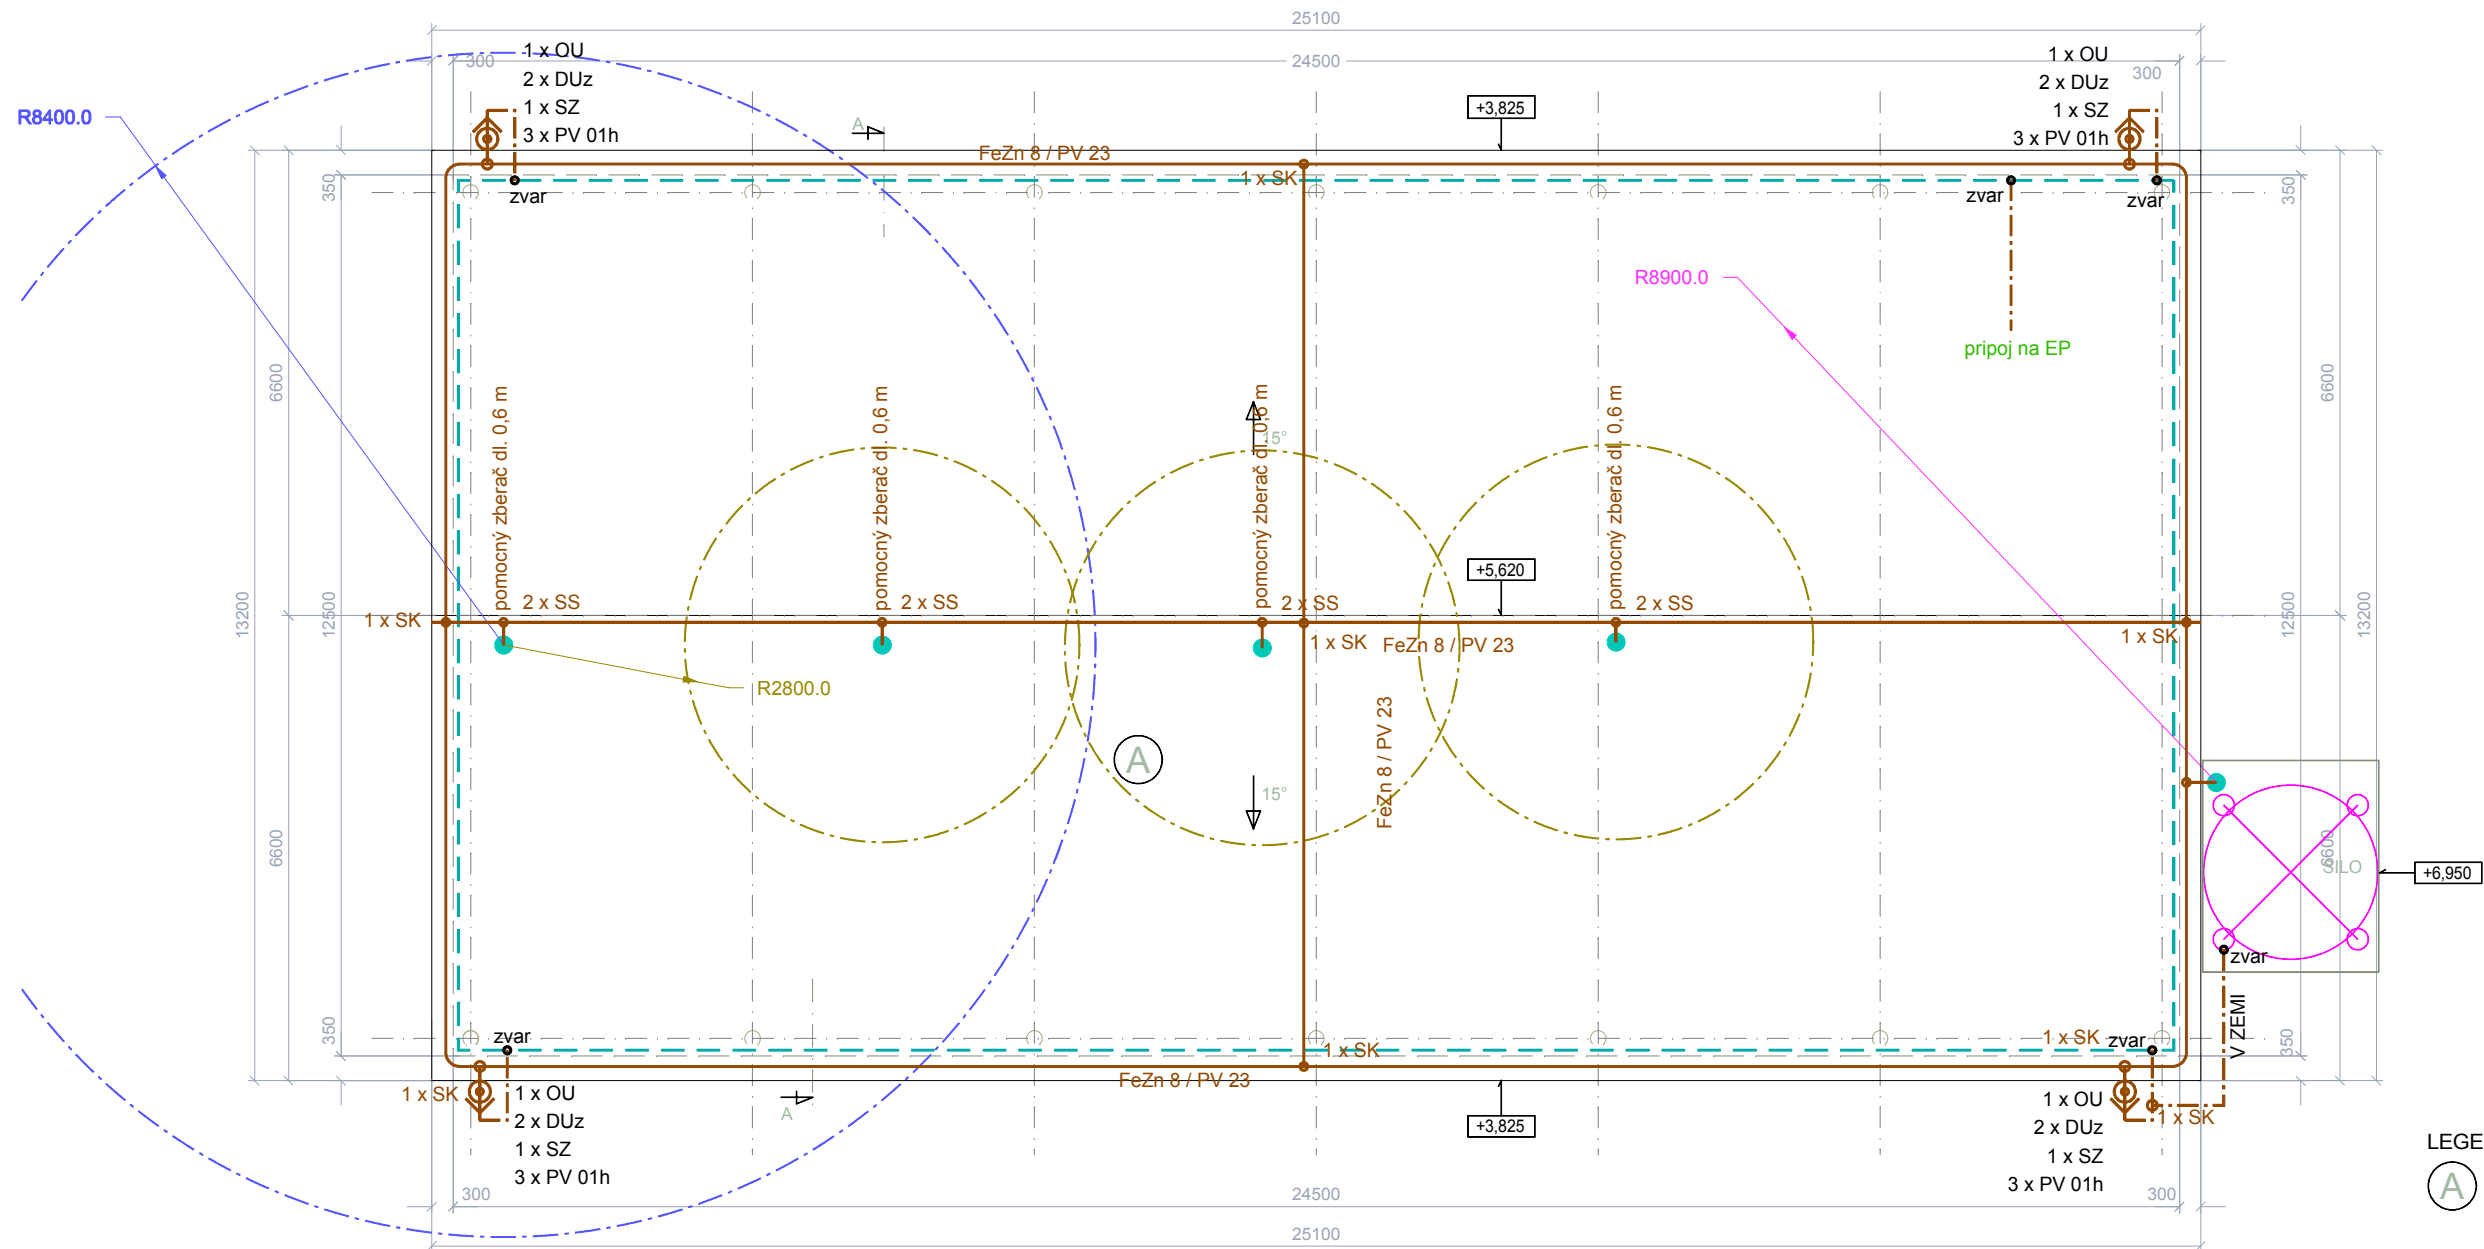 25100
24500
300
300
1 x OU
2 x DUz
1 x SZ
3 x PV 01h
1 x OU
2 x DUz
1 x SZ
3 x PV 01h
R8400.0
+3,825
A
FeZn 8 / PV 23
1 x SK
zvar
zvar
zvar
350
350
R8900.0
pripoj na EP
6600
6600
pomocný zberač dl. 0,6 m
pomocný zberač dl. 0,6 m
pomocný zberač dl. 0,6 m
pomocný zberač dl. 0,6 m
15°
+5,620
2 x SS
2 x SS
2 x SS
2 x SS
1 x SK
1 x SK
FeZn 8 / PV 23
1 x SK
13200
12500
12500
13200
R2800.0
FeZn 8 / PV 23
A
15°
6600
6600
SILO
+6,950
zvar
V ZEMI
350
350
zvar
1 x SK
1 x SK
zvar
FeZn 8 / PV 23
1 x SK
1 x OU
2 x DUz
1 x SZ
3 x PV 01h
A
+3,825
1 x OU
2 x DUz
1 x SZ
3 x PV 01h
1 x SK
LEGE
A
300
24500
300
25100